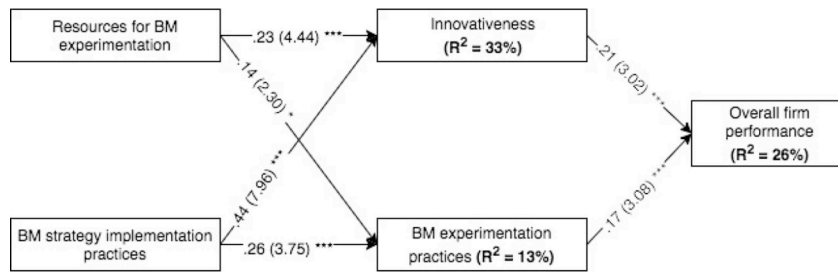 Resources for BM
experimentation
.23 (4.44) ***
Innovativeness
(R² = 33%)
.14 (2.30) *
.21 (3.02) ***
Overall firm
performance
(R² = 26%)
.44 (7.96) ***
.17 (3.08) ***
BM strategy implementation
practices
.26 (3.75) ***
BM experimentation
practices (R² = 13%)